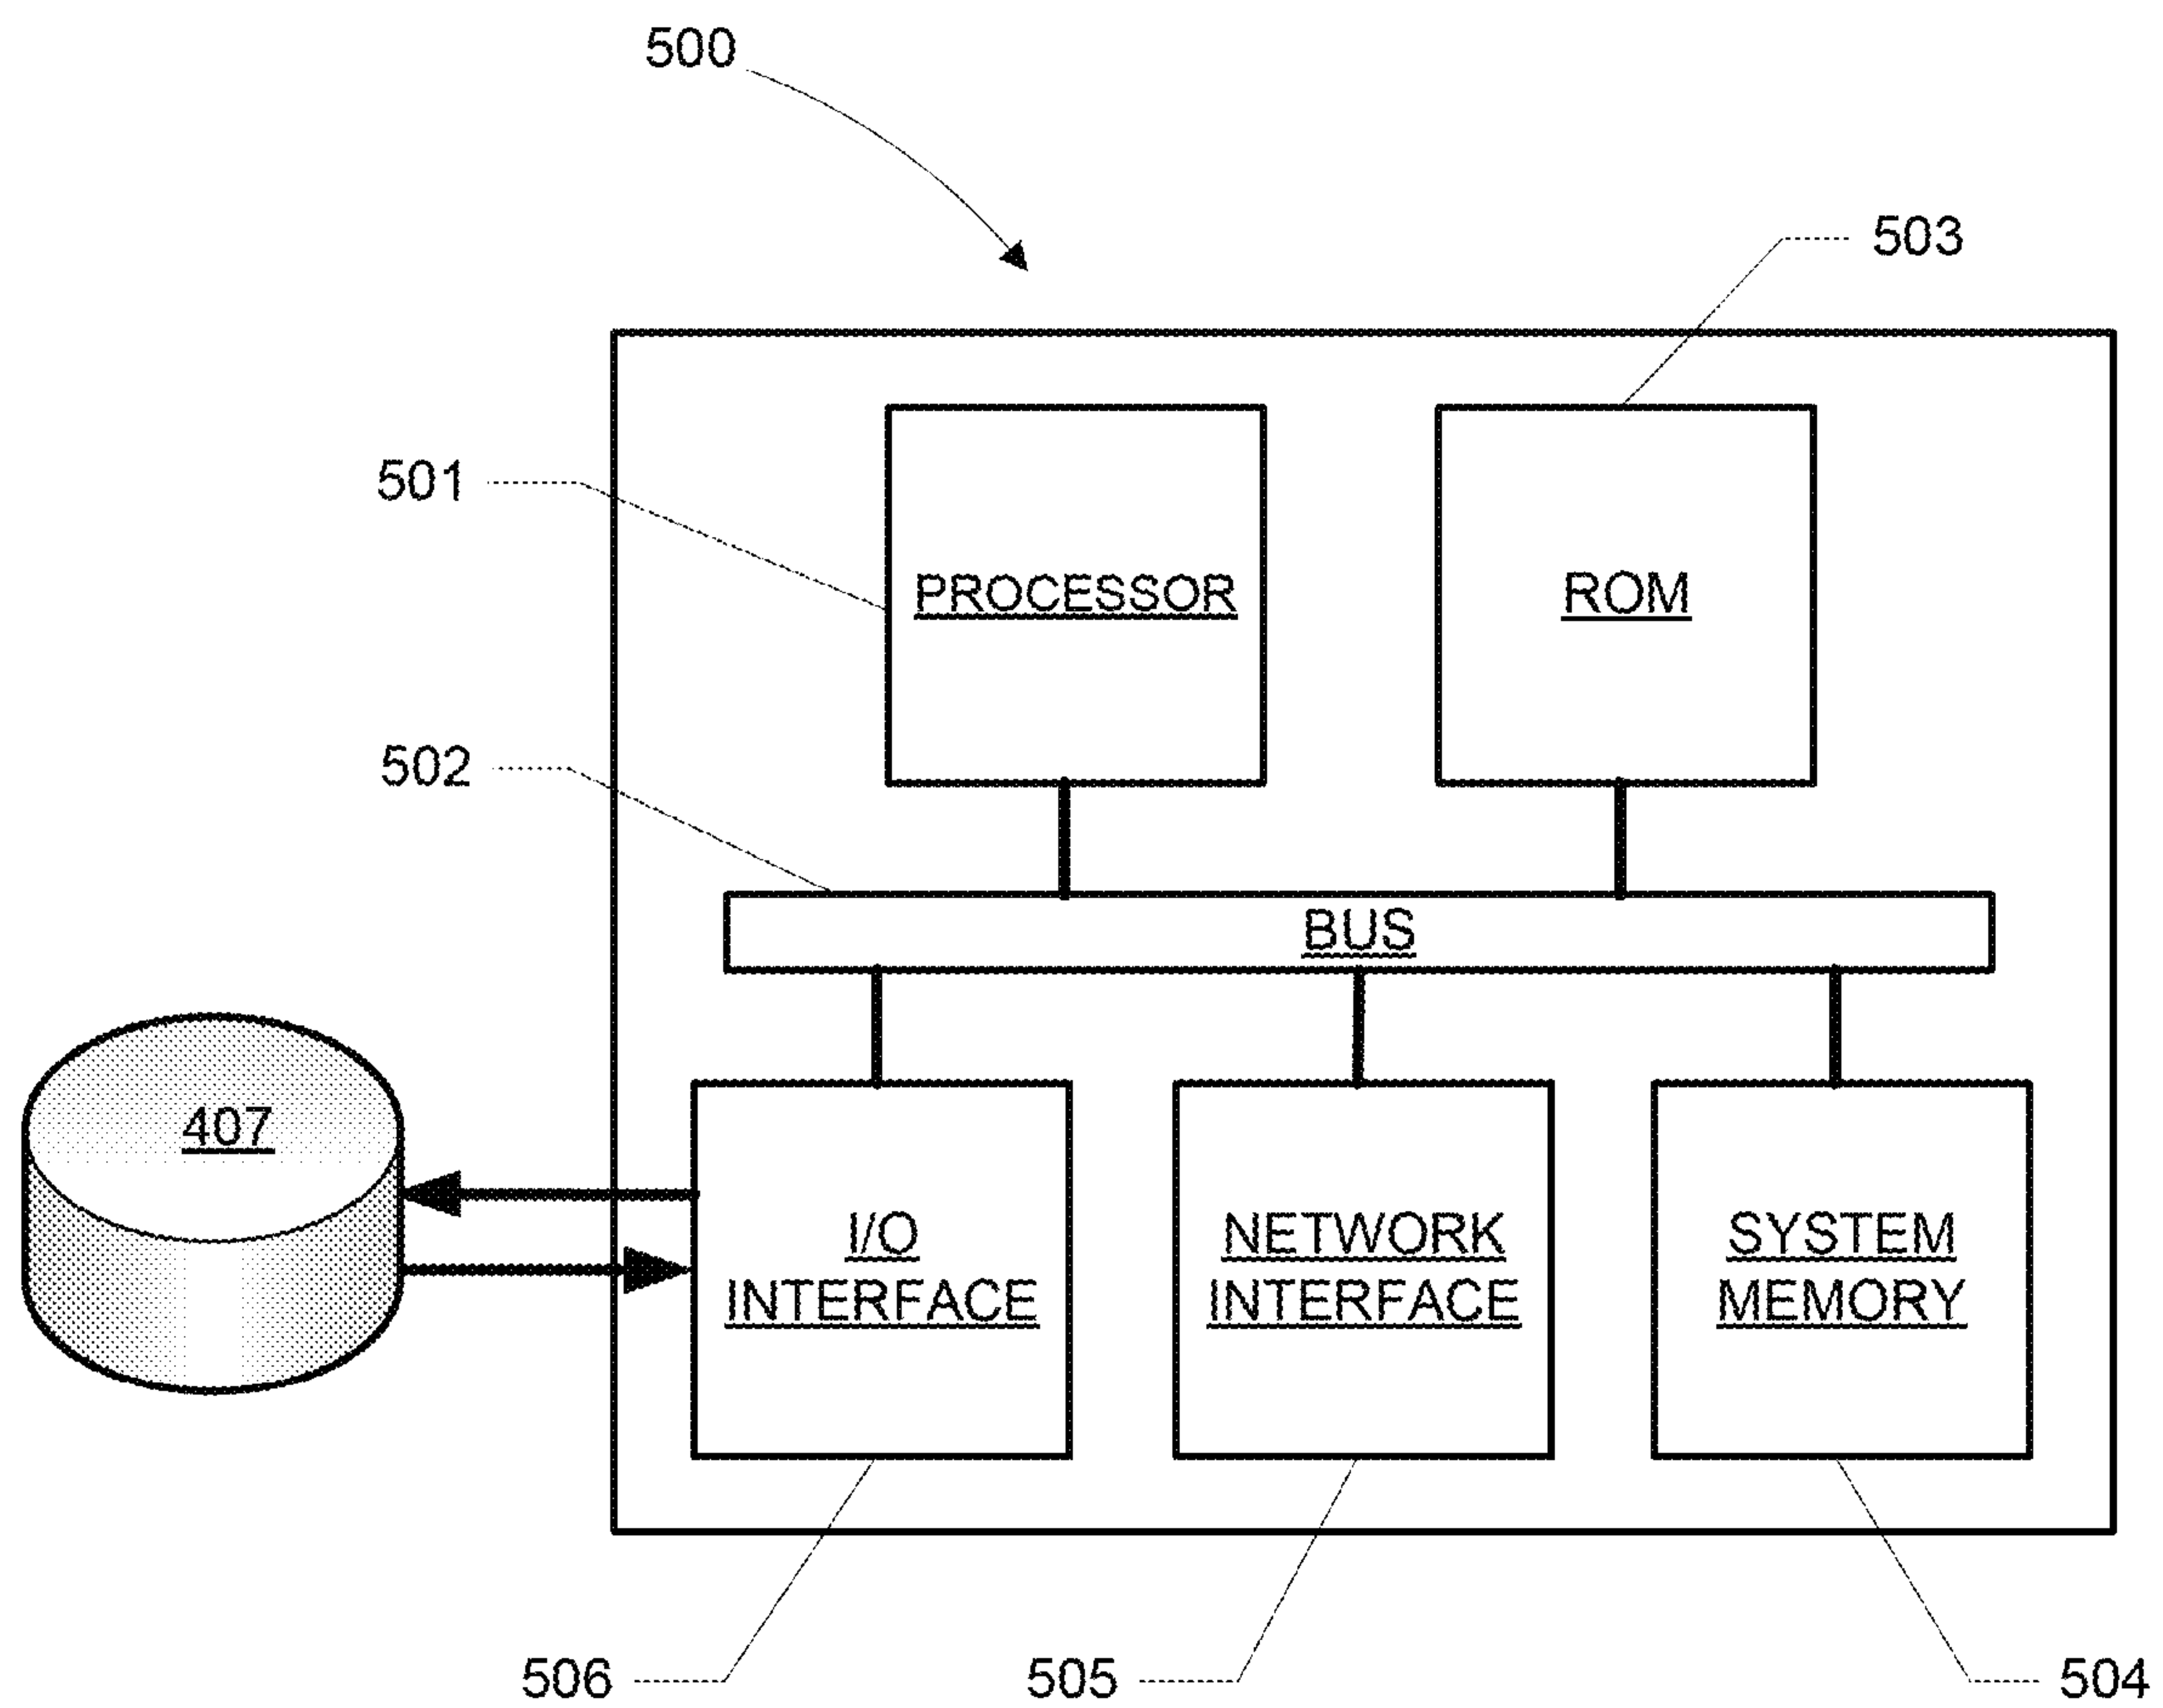 500
503
501
PROCESSOR
ROM
502
BUS
407
I/O
INTERFACE
NETWORK
INTERFACE
SYSTEM
MEMORY
506
505
504